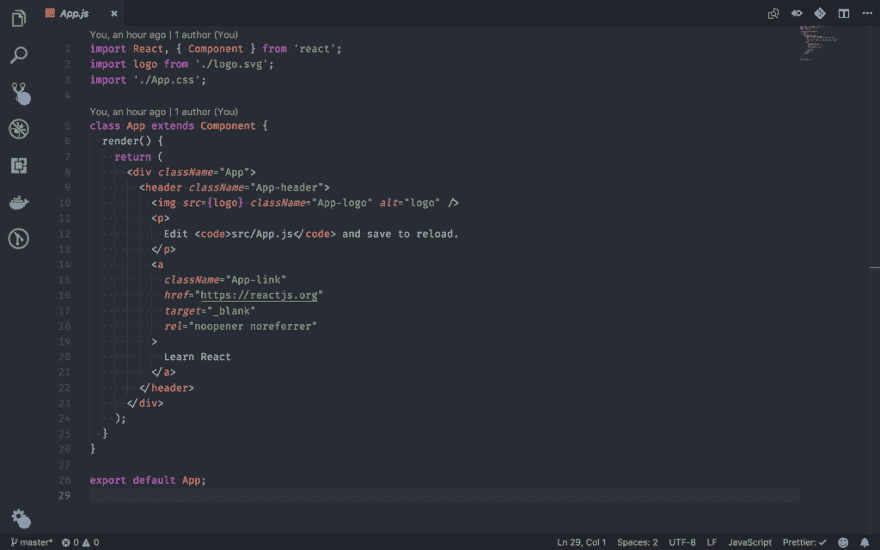 App.js
You, an hour ago | 1 author (You)
1 import React, { Component } from 'react';
2 import logo from './logo.svg';
3 import './App.css';
4
You, an hour ago | 1 author (You)
5 class App extends Component {
6 render() {
7 return (
8 <div className="App">
9 <header className="App-header">
10 <img src={logo} className="App-logo" alt="logo" />
11 <p>
12 Edit <code>src/App.js</code> and save to reload.
13 </p>
14 <a
15 className="App-link"
16 href="https://reactjs.org"
17 target="_blank"
18 rel="noopener noreferrer"
19 >
20 Learn React
21 </a>
22 </header>
23 </div>
24 );
25 }
26 }
27
28 export default App;
29
master* 0 0 Ln 29, Col 1 Spaces: 2 UTF-8 LF JavaScript Prettier: ✓